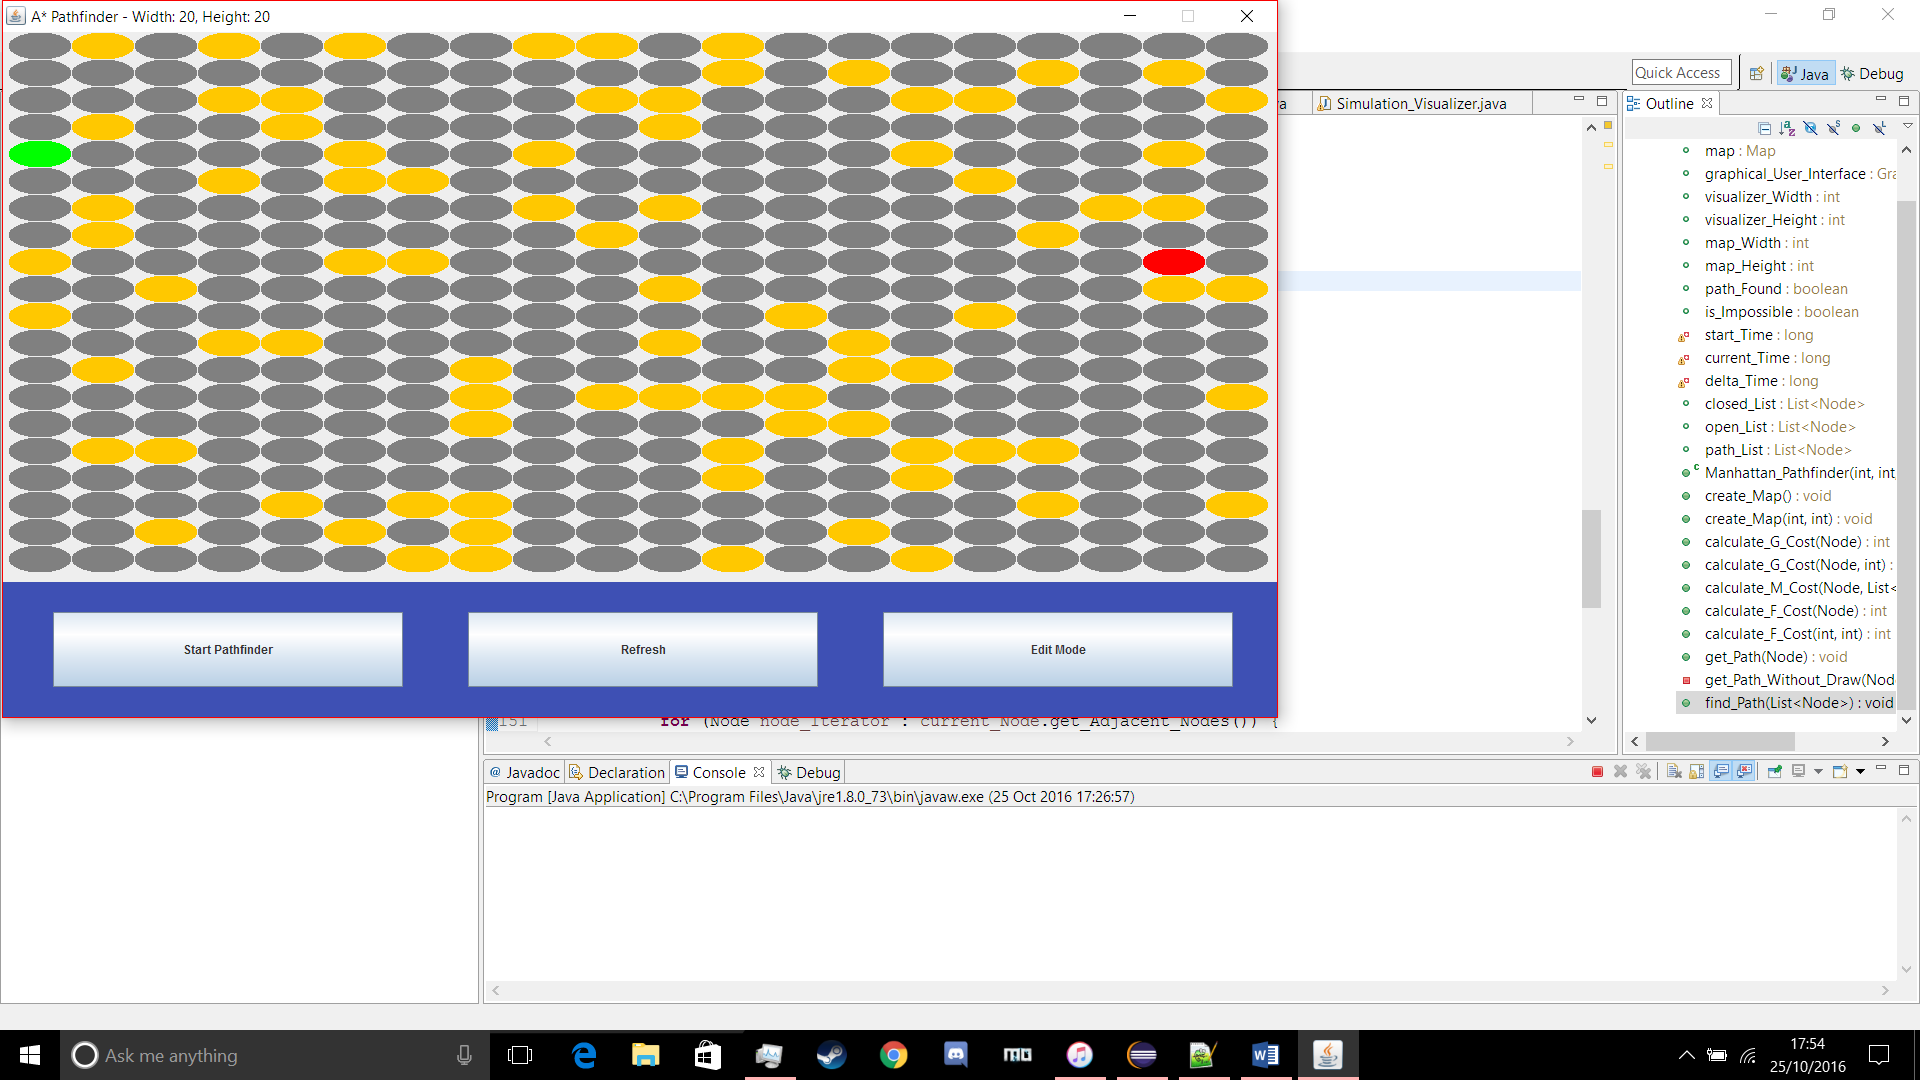 A* Pathfinder - Width: 20, Height: 20
Quick Access
Java
Debug
Simulation_Visualizer.java
Outline
map : Map
graphical_User_Interface : Gra
visualizer_Width : int
visualizer_Height : int
map_Width : int
map_Height : int
path_Found : boolean
is_Impossible : boolean
start_Time : long
current_Time : long
delta_Time : long
closed_List : List<Node>
open_List : List<Node>
path_List : List<Node>
Manhattan_Pathfinder(int, int
create_Map() : void
create_Map(int, int) : void
calculate_G_Cost(Node) : int
calculate_G_Cost(Node, int) :
calculate_M_Cost(Node, List<
calculate_F_Cost(Node) : int
calculate_F_Cost(int, int) : int
get_Path(Node) : void
get_Path_Without_Draw(Nod
find_Path(List<Node>) : void
Start Pathfinder
Refresh
Edit Mode
151 for (Node node_Iterator : current_Node.get_Adjacent_Nodes()) {
@ Javadoc
Declaration
Console
Debug
Program [Java Application] C:\Program Files\Java\jre1.8.0_73\bin\javaw.exe (25 Oct 2016 17:26:57)
Ask me anything
17:54
25/10/2016